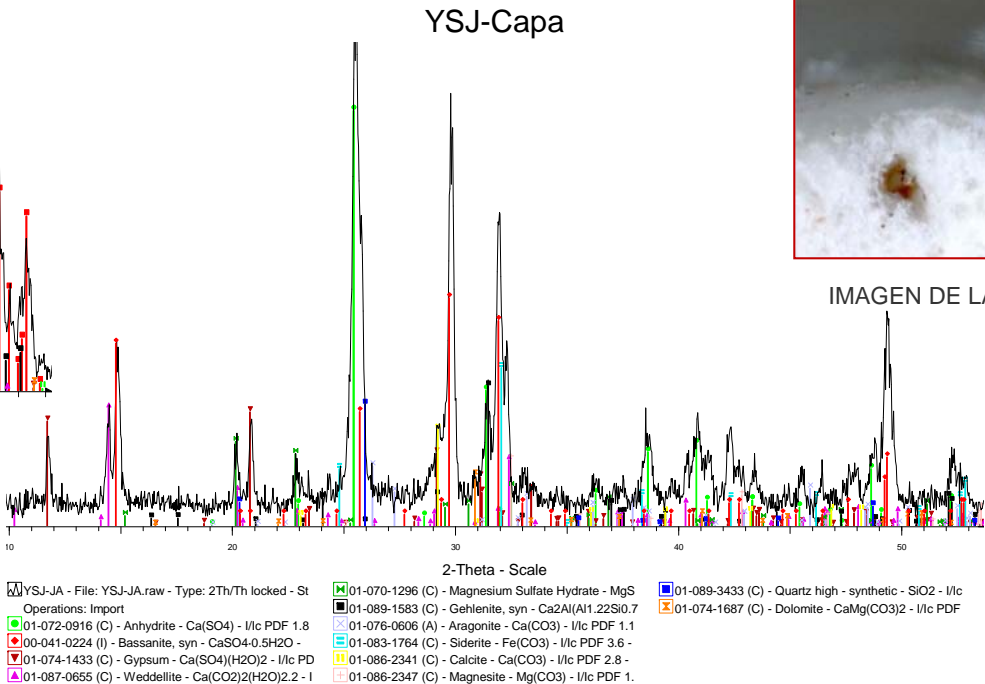 YSJ-Capa
IMAGEN DE LA
10 20 30 40 50
2-Theta - Scale
YSJ-JA - File: YSJ-JA.raw - Type: 2Th/Th locked - St
Operations: Import
01-072-0916 (C) - Anhydrite - Ca(SO4) - I/Ic PDF 1.8
00-041-0224 (I) - Bassanite, syn - CaSO4·0.5H2O -
01-074-1433 (C) - Gypsum - Ca(SO4)(H2O)2 - I/Ic PD
01-087-0655 (C) - Weddellite - Ca(CO2)2(H2O)2.2 - I
01-070-1296 (C) - Magnesium Sulfate Hydrate - MgS
01-089-1583 (C) - Gehlenite, syn - Ca2Al(Al1.22Si0.7
01-076-0606 (A) - Aragonite - Ca(CO3) - I/Ic PDF 1.1
01-083-1764 (C) - Siderite - Fe(CO3) - I/Ic PDF 3.6 -
01-086-2341 (C) - Calcite - Ca(CO3) - I/Ic PDF 2.8 -
01-086-2347 (C) - Magnesite - Mg(CO3) - I/Ic PDF 1.
01-089-3433 (C) - Quartz high - synthetic - SiO2 - I/Ic
01-074-1687 (C) - Dolomite - CaMg(CO3)2 - I/Ic PDF